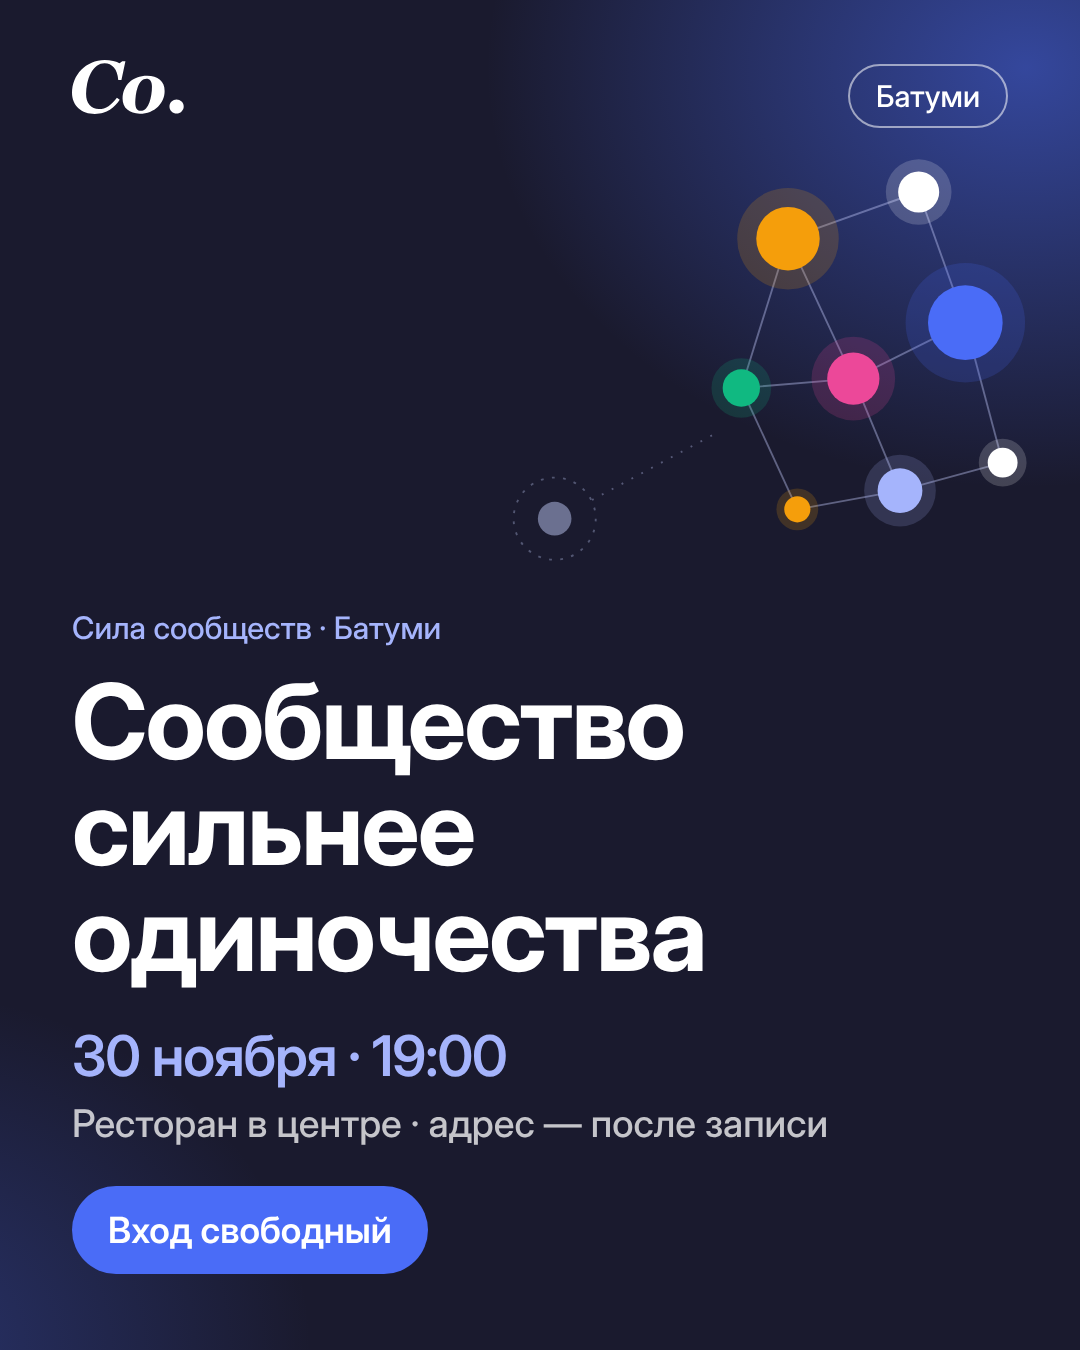 Co.
Батуми
Сила сообществ · Батуми
Сообщество
сильнее
одиночества
30 ноября · 19:00
Ресторан в центре · адрес — после записи
Вход свободный